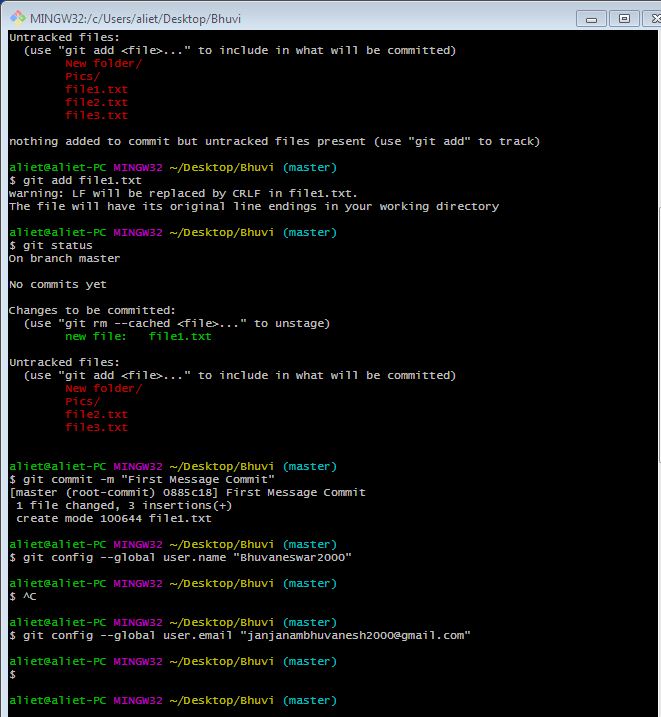 MINGW32:/c/Users/aliet/Desktop/Bhuvi
Untracked files:
  (use "git add <file>..." to include in what will be committed)
        New folder/
        Pics/
        file1.txt
        file2.txt
        file3.txt
nothing added to commit but untracked files present (use "git add" to track)
aliet@aliet-PC MINGW32 ~/Desktop/Bhuvi (master)
$ git add file1.txt
warning: LF will be replaced by CRLF in file1.txt.
The file will have its original line endings in your working directory
aliet@aliet-PC MINGW32 ~/Desktop/Bhuvi (master)
$ git status
On branch master
No commits yet
Changes to be committed:
  (use "git rm --cached <file>..." to unstage)
        new file:   file1.txt
Untracked files:
  (use "git add <file>..." to include in what will be committed)
        New folder/
        Pics/
        file2.txt
        file3.txt
aliet@aliet-PC MINGW32 ~/Desktop/Bhuvi (master)
$ git commit -m "First Message Commit"
[master (root-commit) 0885c18] First Message Commit
 1 file changed, 3 insertions(+)
 create mode 100644 file1.txt
aliet@aliet-PC MINGW32 ~/Desktop/Bhuvi (master)
$ git config --global user.name "Bhuvaneswar2000"
aliet@aliet-PC MINGW32 ~/Desktop/Bhuvi (master)
$ ^C
aliet@aliet-PC MINGW32 ~/Desktop/Bhuvi (master)
$ git config --global user.email "janjanambhuvanesh2000@gmail.com"
aliet@aliet-PC MINGW32 ~/Desktop/Bhuvi (master)
$
aliet@aliet-PC MINGW32 ~/Desktop/Bhuvi (master)